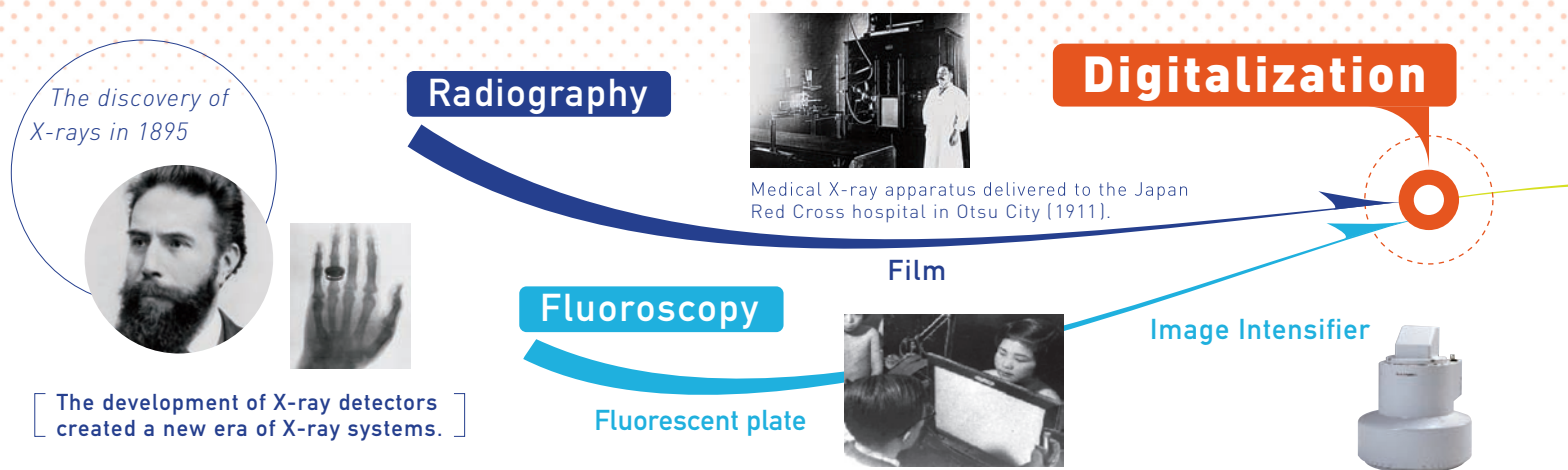 The discovery of
X-rays in 1895
The development of X-ray detectors
created a new era of X-ray systems.
Radiography
Medical X-ray apparatus delivered to the Japan
Red Cross hospital in Otsu City (1911).
Film
Fluoroscopy
Fluorescent plate
Image Intensifier
Digitalization